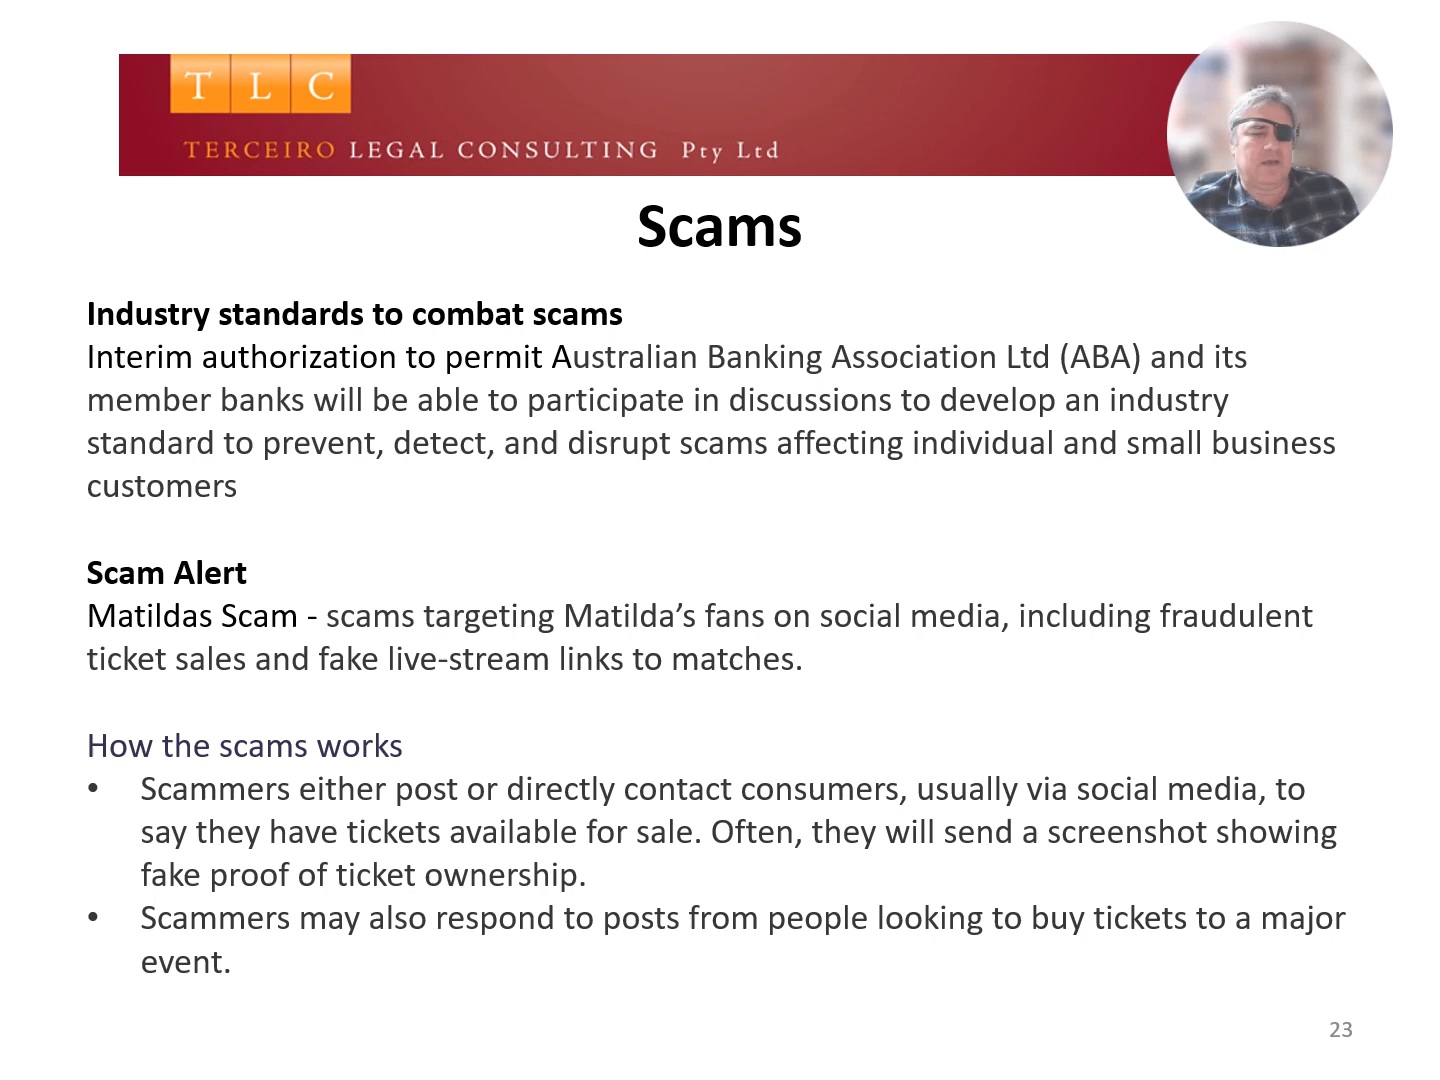 T L C
TERCEIRO LEGAL CONSULTING Pty Ltd
Scams
Industry standards to combat scams
Interim authorization to permit Australian Banking Association Ltd (ABA) and its
member banks will be able to participate in discussions to develop an industry
standard to prevent, detect, and disrupt scams affecting individual and small business
customers
Scam Alert
Matildas Scam - scams targeting Matilda’s fans on social media, including fraudulent
ticket sales and fake live-stream links to matches.
How the scams works
• Scammers either post or directly contact consumers, usually via social media, to
say they have tickets available for sale. Often, they will send a screenshot showing
fake proof of ticket ownership.
• Scammers may also respond to posts from people looking to buy tickets to a major
event.
23